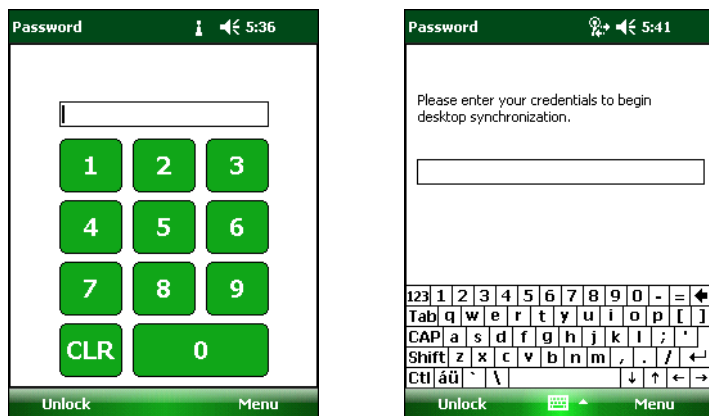 Password 5:36
1 2 3
4 5 6
7 8 9
CLR 0
Unlock Menu
Password 5:41
Please enter your credentials to begin
desktop synchronization.
123 1 2 3 4 5 6 7 8 9 0 - =
Tab q w e r t y u i o p [ ]
CAP a s d f g h j k l ; '
Shift z x c v b n m , . /
Ctl áü ` \
Unlock Menu